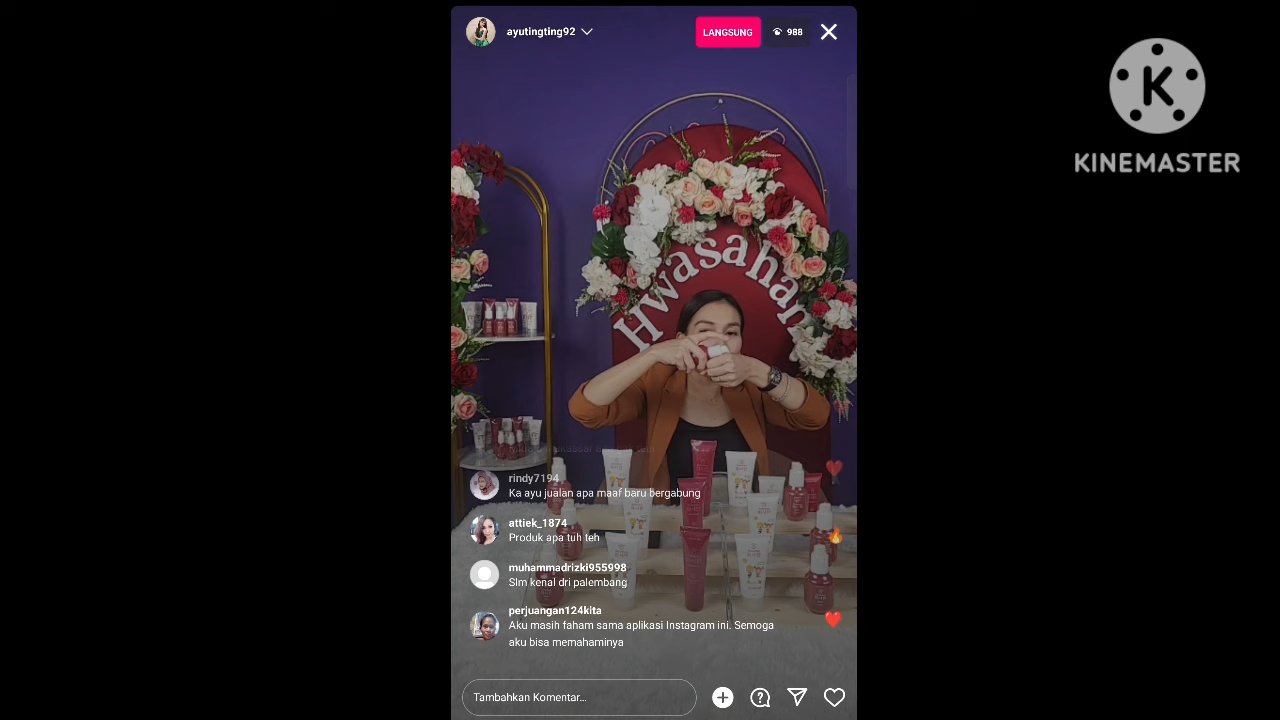 ayutingting92
LANGSUNG
988
KINEMASTER
Hwasahan
rindy7194
Ka ayu jualan apa maaf baru bergabung
attiek_1874
Produk apa tuh teh
muhammadrizki955998
Slm kenal dri palembang
perjuangan124kita
Aku masih faham sama aplikasi Instagram ini. Semoga
aku bisa memahaminya
Tambahkan Komentar...